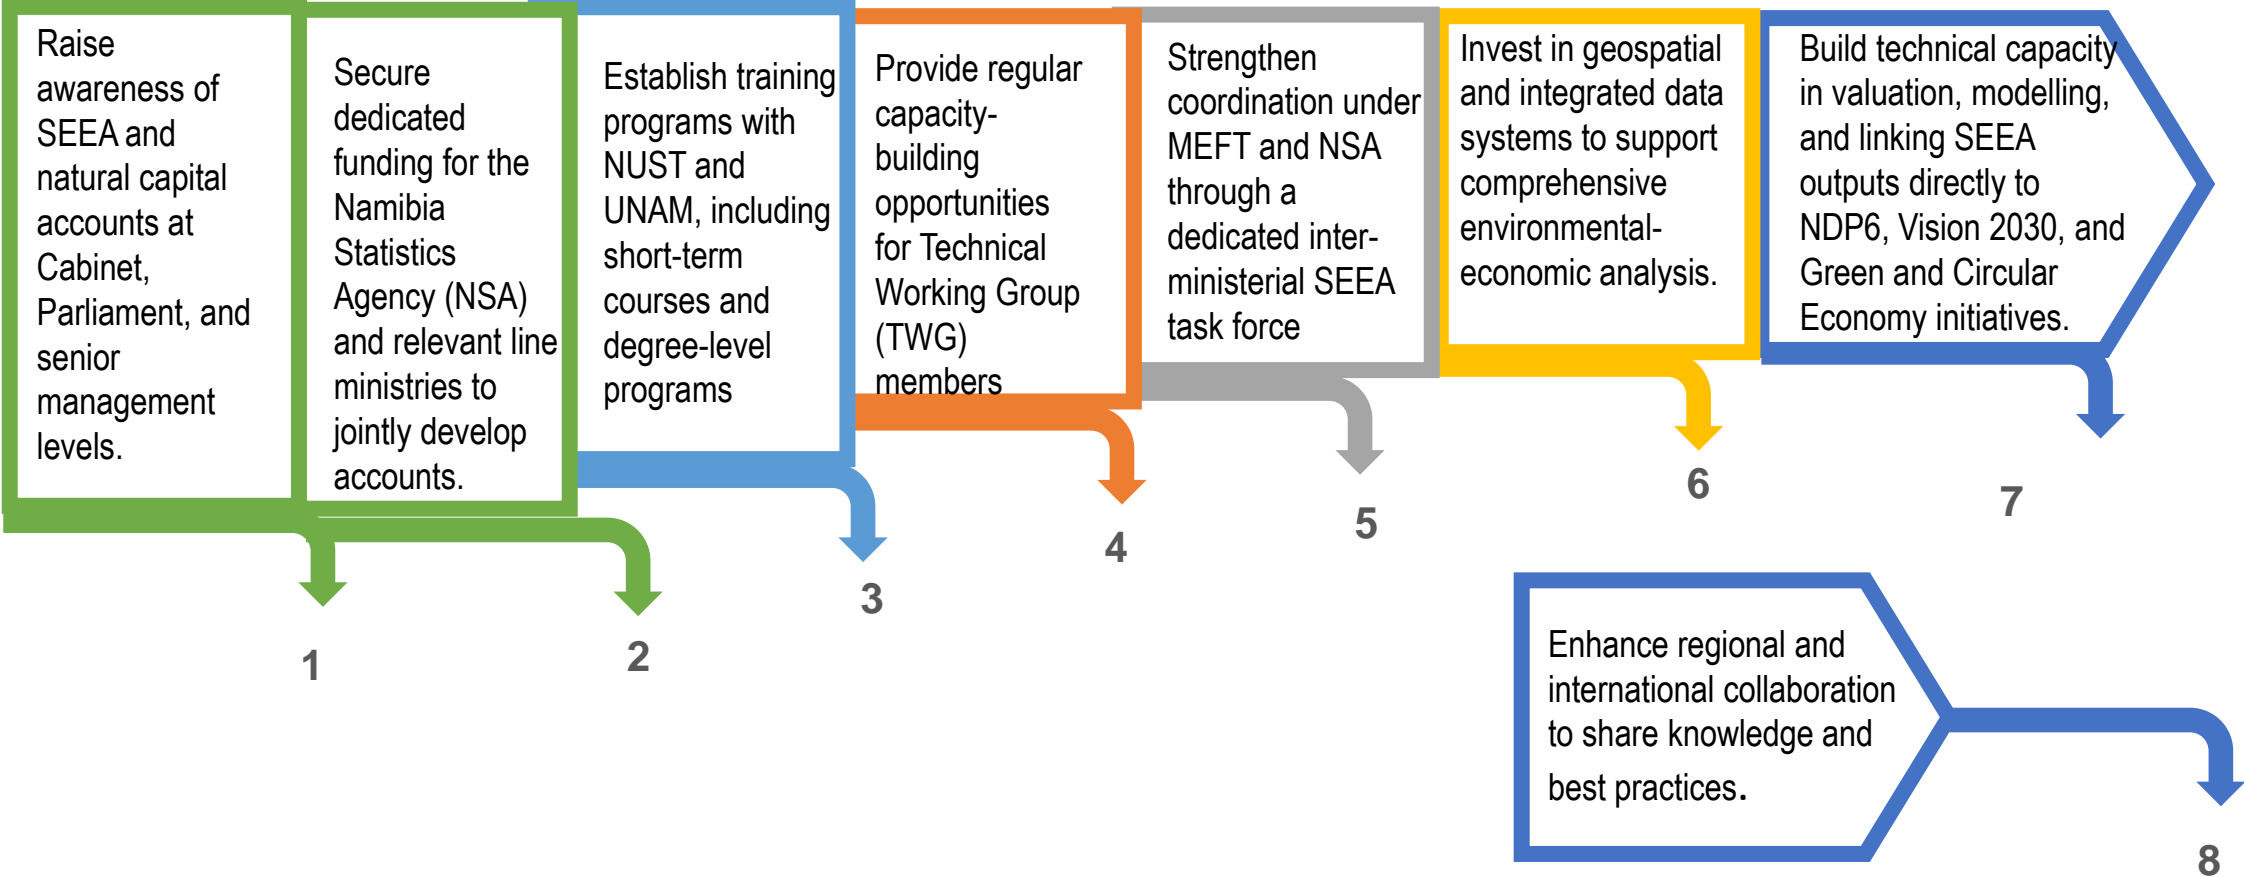 Raise
awareness of
SEEA and
natural capital
accounts at
Cabinet,
Parliament, and
senior
management
levels.
1
Secure
dedicated
funding for the
Namibia
Statistics
Agency (NSA)
and relevant line
ministries to
jointly develop
accounts.
2
Establish training
programs with
NUST and
UNAM, including
short-term
courses and
degree-level
programs
3
Provide regular
capacity-
building
opportunities
for Technical
Working Group
(TWG)
members
4
Strengthen
coordination under
MEFT and NSA
through a
dedicated inter-
ministerial SEEA
task force
5
Invest in geospatial
and integrated data
systems to support
comprehensive
environmental-
economic analysis.
6
Build technical capacity
in valuation, modelling,
and linking SEEA
outputs directly to
NDP6, Vision 2030, and
Green and Circular
Economy initiatives.
7
Enhance regional and
international collaboration
to share knowledge and
best practices.
8